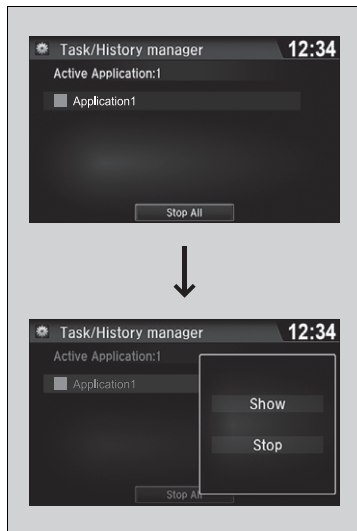 Task/History manager 12:34
Active Application:1
Application1
Stop All
Task/History manager 12:34
Active Application:1
Application1
Show
Stop
Stop All